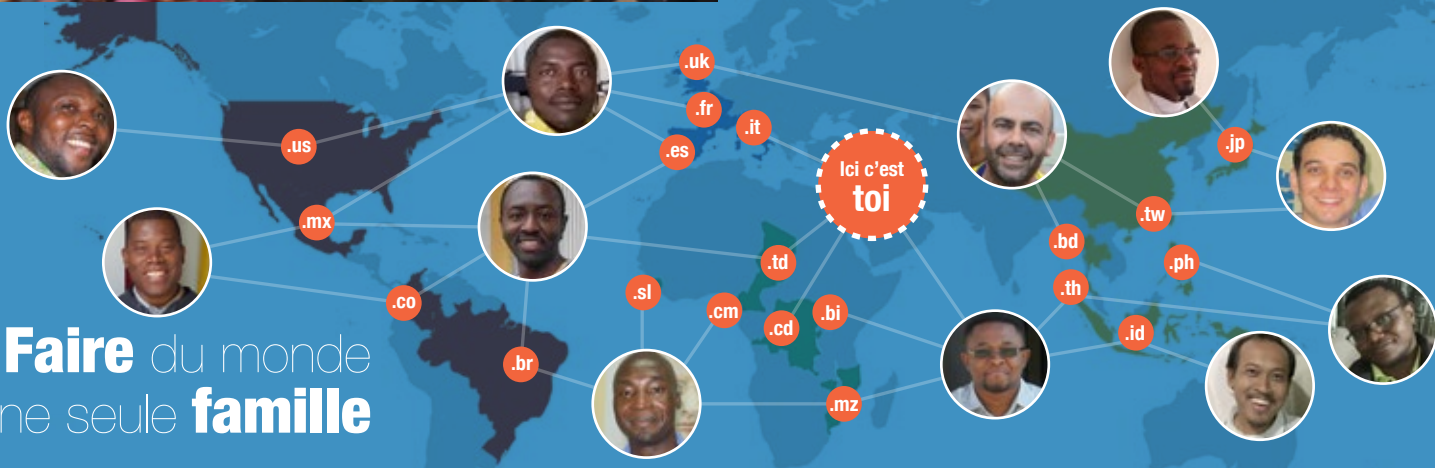 .uk
.fr
.it
.us
.es
.jp
Ici c'est
toi
.mx
.tw
.bd
.td
.ph
.sl
.th
.co
.cm
.bi
.cd
.id
Faire du monde
.br
ne seule famille
.mz